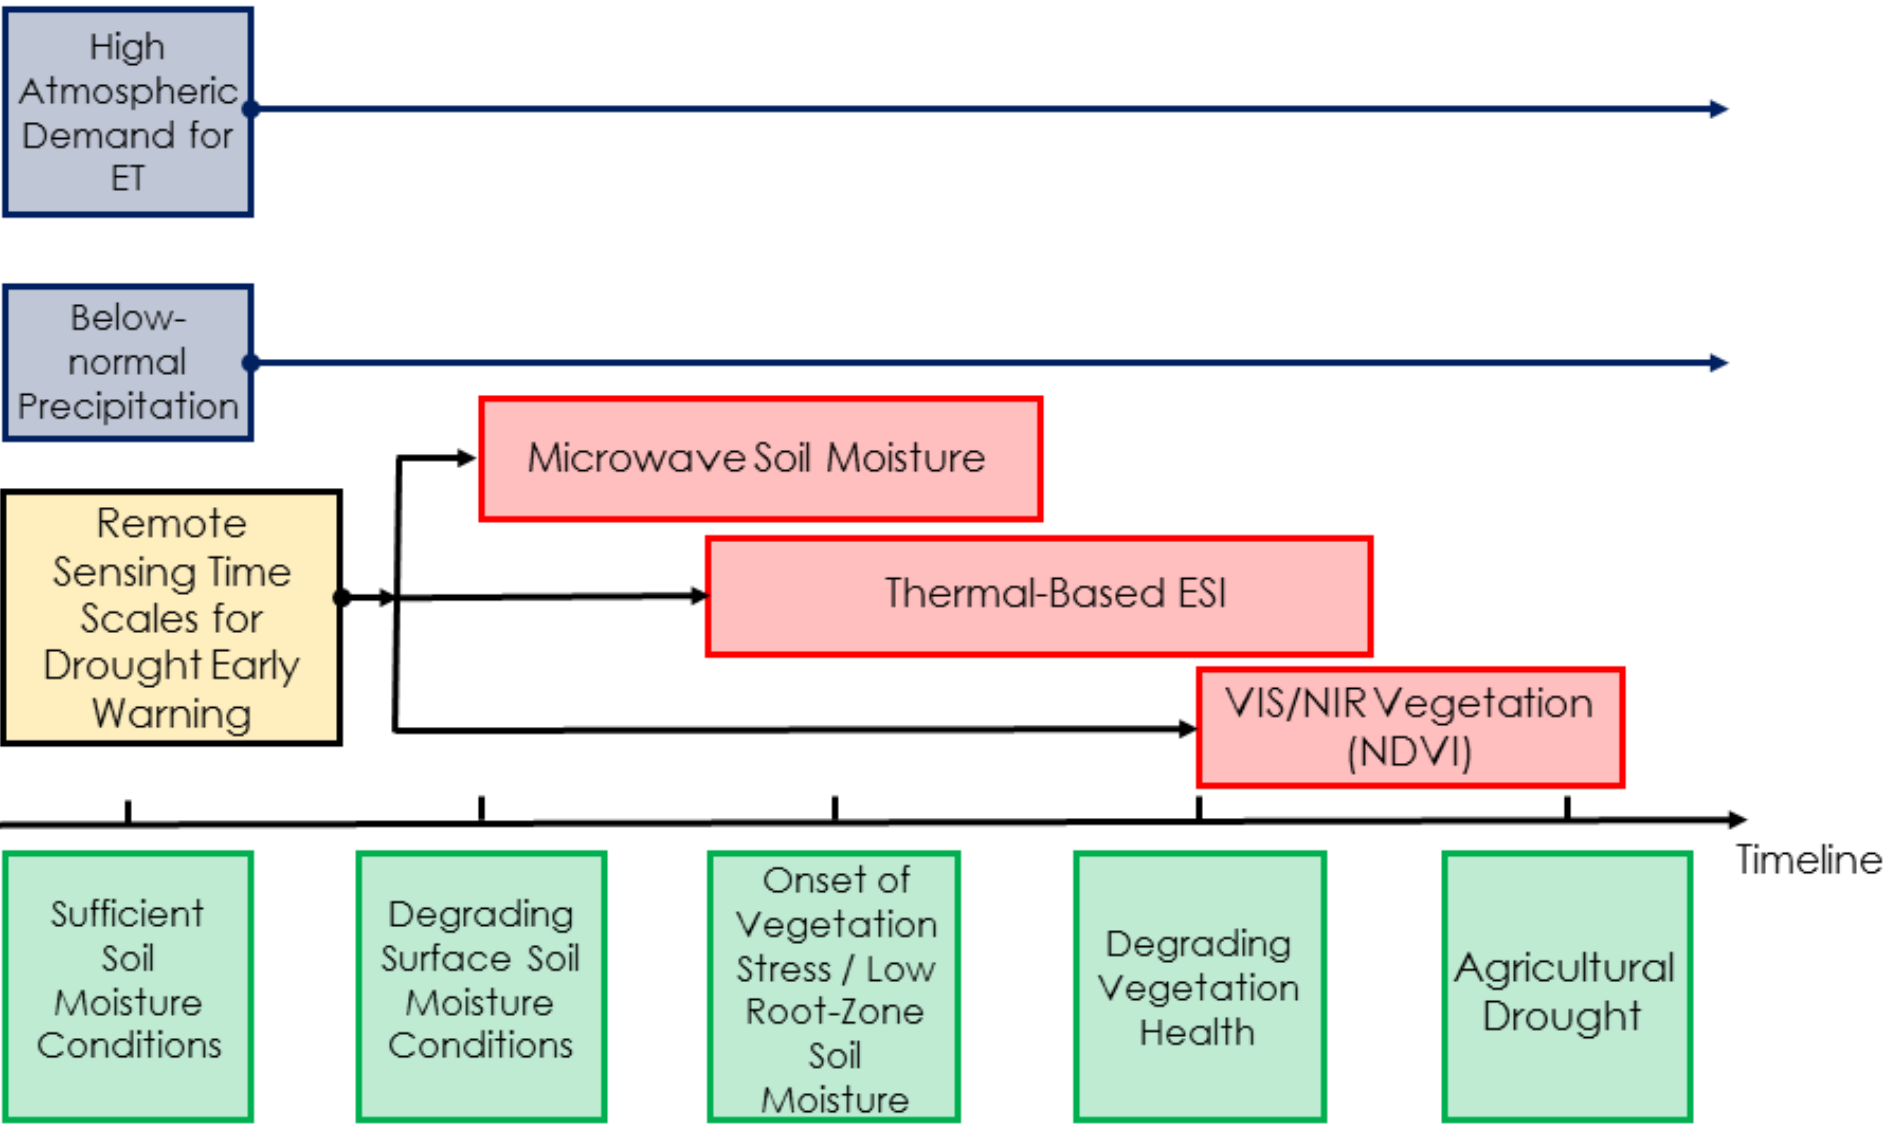 High
Atmospheric
Demand for
ET
Below-
normal
Precipitation
Microwave Soil Moisture
Remote
Sensing Time
Scales for
Drought Early
Warning
Thermal-Based ESI
VIS/NIR Vegetation
(NDVI)
Timeline
Sufficient
Soil
Moisture
Conditions
Degrading
Surface Soil
Moisture
Conditions
Onset of
Vegetation
Stress / Low
Root-Zone
Soil
Moisture
Degrading
Vegetation
Health
Agricultural
Drought